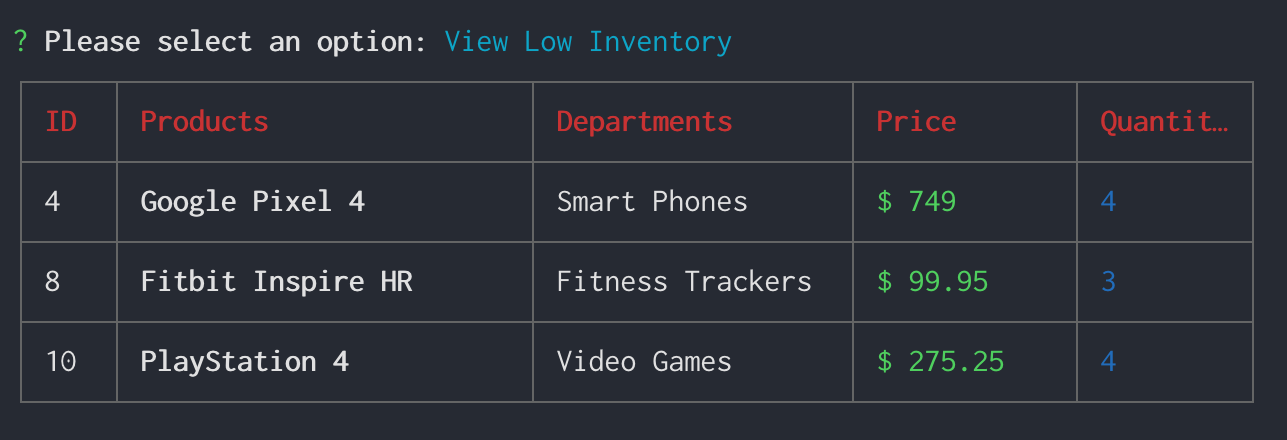 ? Please select an option: View Low Inventory
ID Products Departments Price Quantit…
4 Google Pixel 4 Smart Phones $ 749 4
8 Fitbit Inspire HR Fitness Trackers $ 99.95 3
10 PlayStation 4 Video Games $ 275.25 4